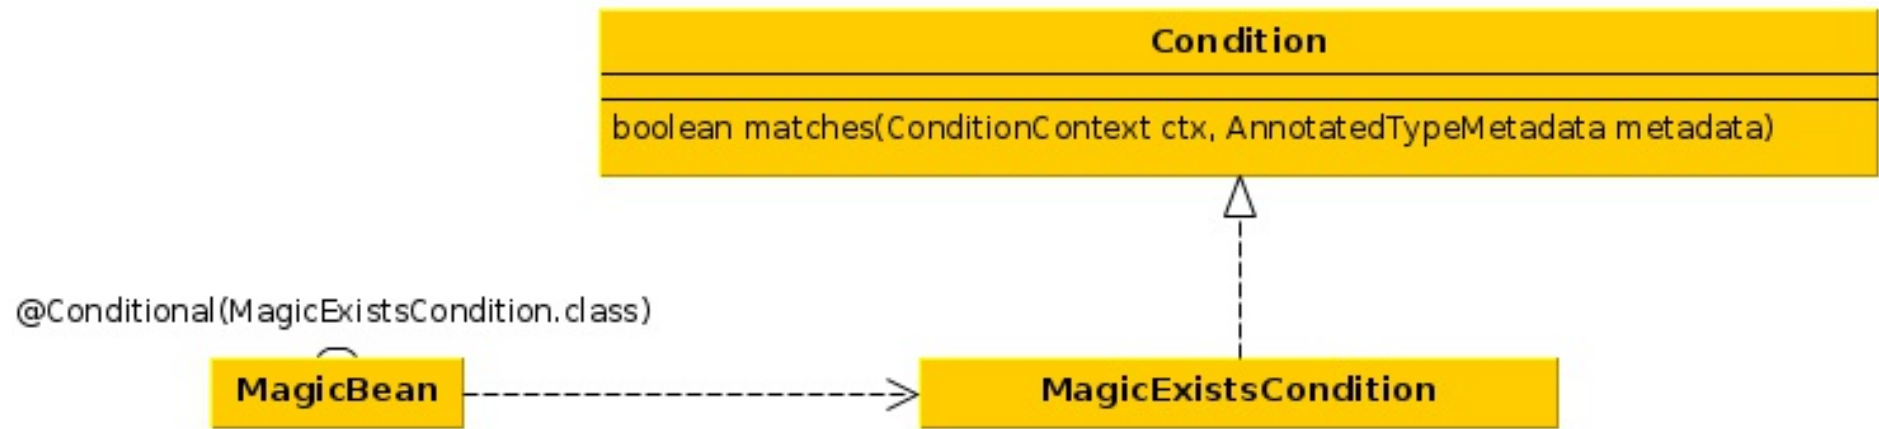 Condition
boolean matches(ConditionContext ctx, AnnotatedTypeMetadata metadata)
@Conditional(MagicExistsCondition.class)
MagicBean
MagicExistsCondition